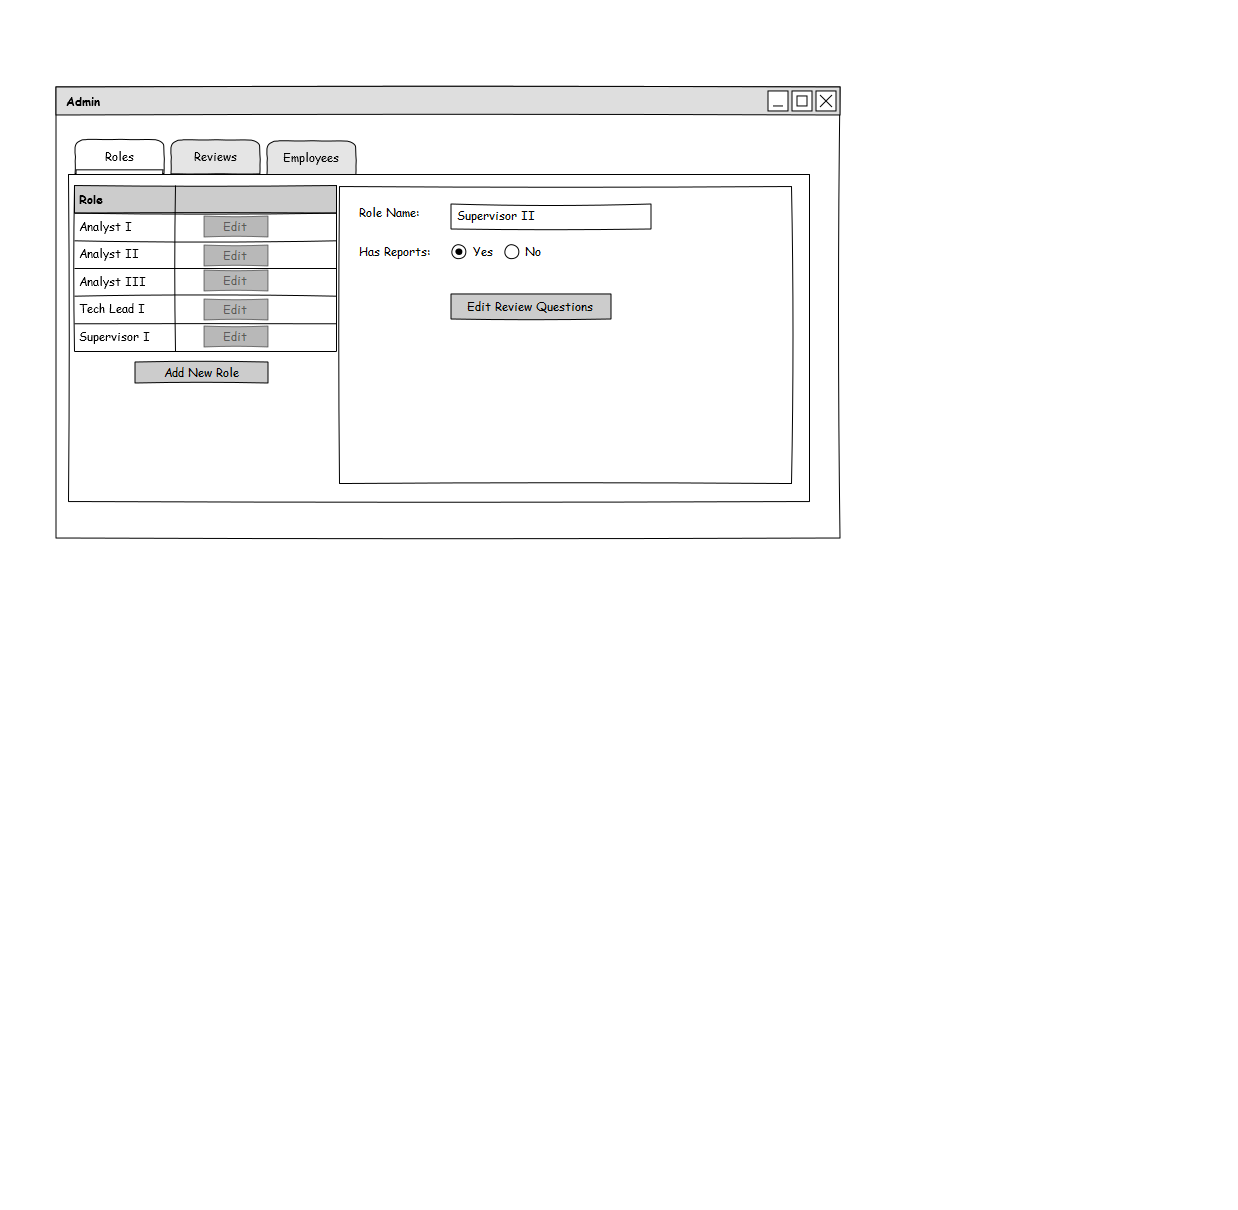 Admin
Roles Reviews Employees
Role
Analyst I Edit
Analyst II Edit
Analyst III Edit
Tech Lead I Edit
Supervisor I Edit
Add New Role
Role Name: Supervisor II
Has Reports: Yes No
Edit Review Questions